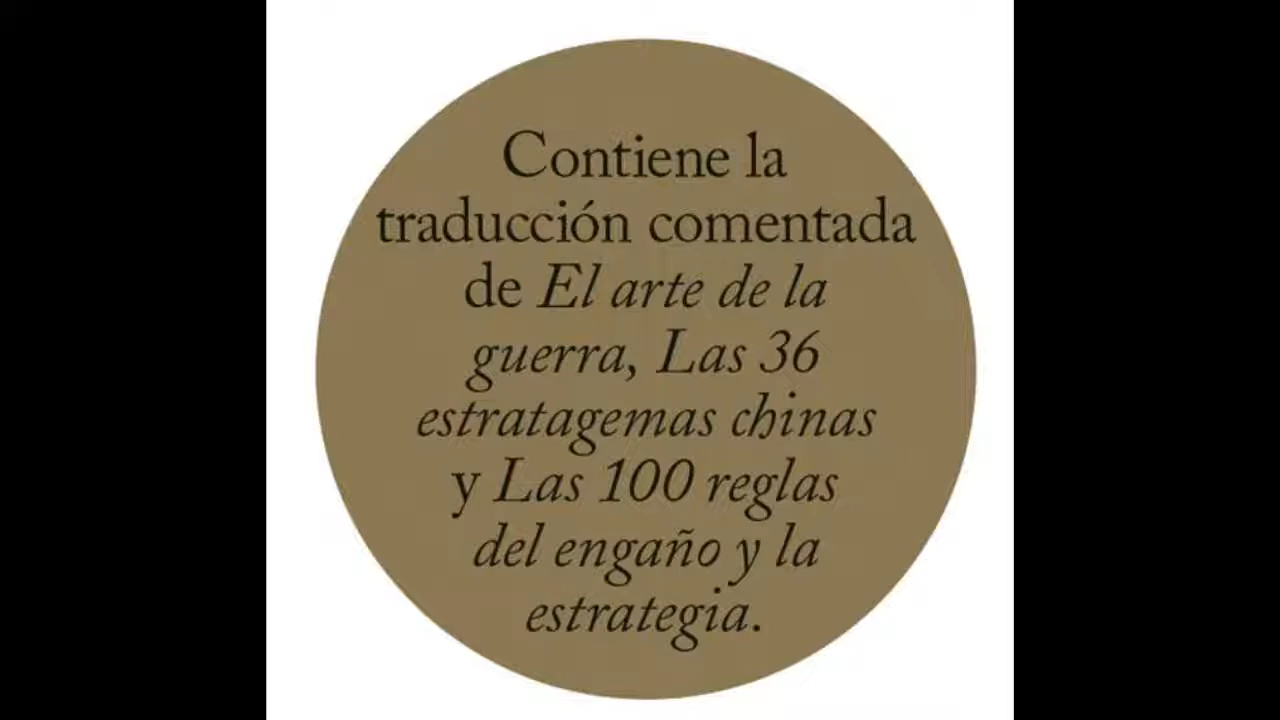 Contiene la
traducción comentada
de El arte de la
guerra, Las 36
estratagemas chinas
y Las 100 reglas
del engaño y la
estrategia.